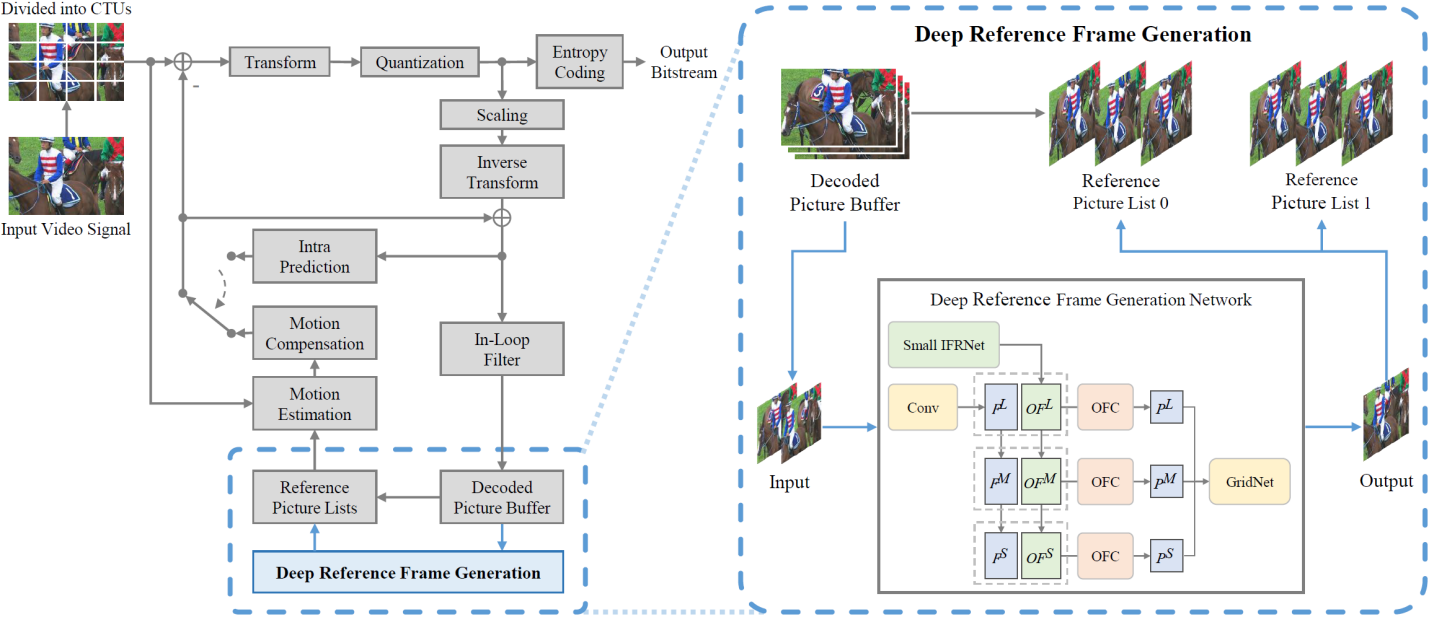 Divided into CTUs
Input Video Signal
Transform
Quantization
Entropy
Coding
Output
Bitstream
-
Scaling
Inverse
Transform
Intra
Prediction
Motion
Compensation
In-Loop
Filter
Motion
Estimation
Reference
Picture Lists
Decoded
Picture Buffer
Deep Reference Frame Generation
Deep Reference Frame Generation
Decoded
Picture Buffer
Reference
Picture List 0
Reference
Picture List 1
Deep Reference Frame Generation Network
Small IFRNet
Conv
F^L
OF^L
OFC
F^L
F^M
OF^M
OFC
F^M
GridNet
F^S
OF^S
OFC
F^S
Input
Output